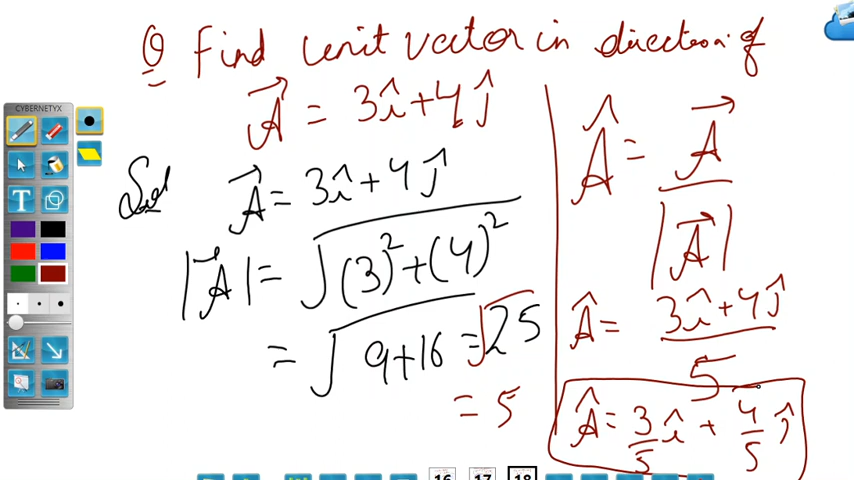 Q Find unit vector in direction of
A⃗ = 3î+4ĵ
Sol A⃗ = 3î+4ĵ
|A⃗| = √(3)²+(4)²
= √9+16 = √25
= 5
Â = A⃗ / |A⃗|
Â = 3î+4ĵ / 5
Â = 3/5 î + 4/5 ĵ
CYBERNETYX
T
16 17 18